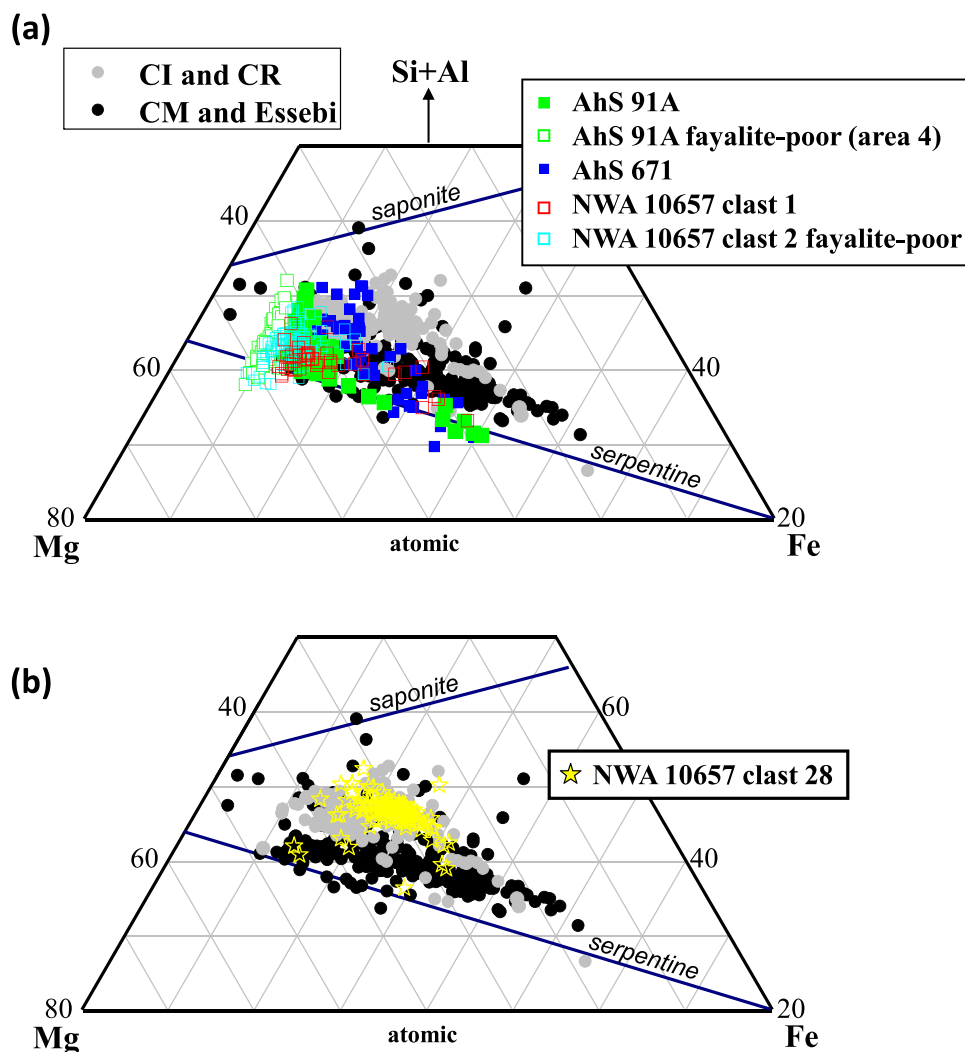 (a)
CI and CR
CM and Essebi
Si+Al
AhS 91A
AhS 91A fayalite-poor (area 4)
AhS 671
NWA 10657 clast 1
NWA 10657 clast 2 fayalite-poor
saponite
40
60
40
serpentine
80
20
Mg
atomic
Fe
(b)
saponite
40
60
NWA 10657 clast 28
60
40
serpentine
80
20
Mg
atomic
Fe